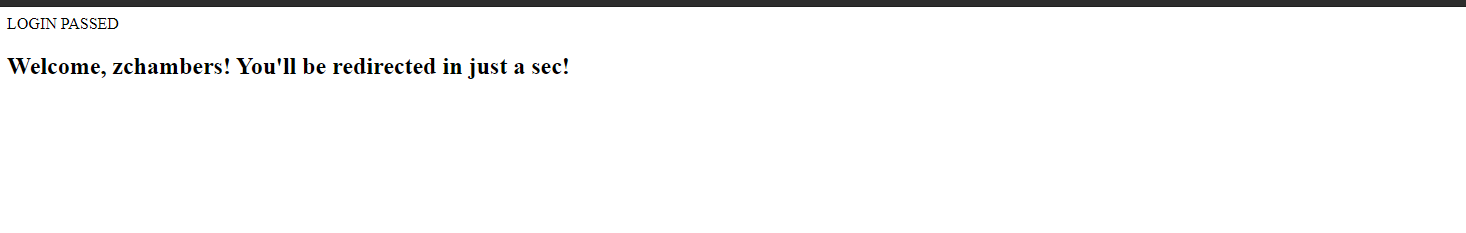 LOGIN PASSED
Welcome, zchambers! You'll be redirected in just a sec!